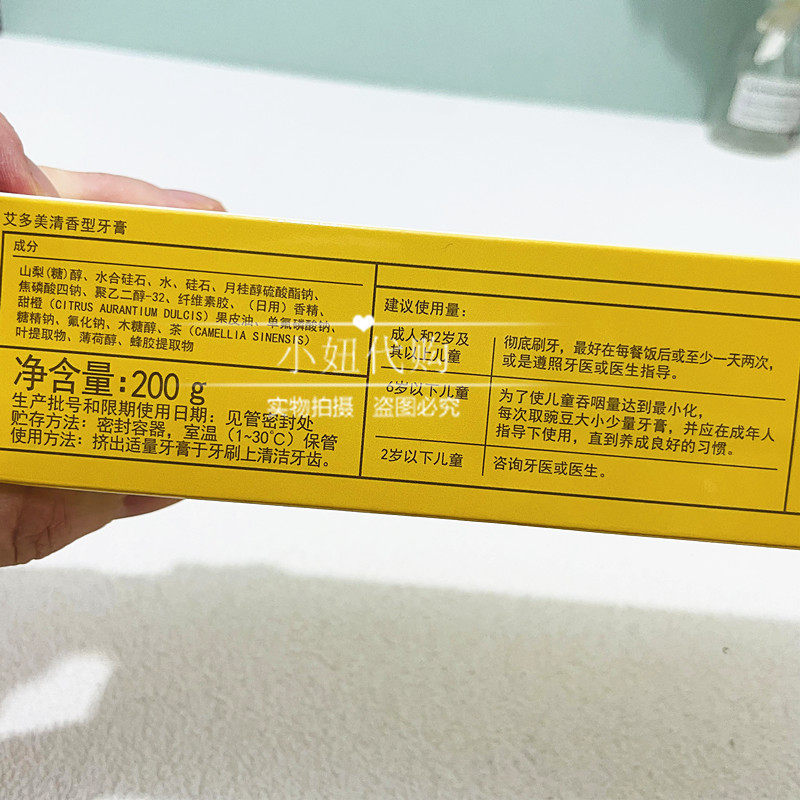 艾多美清香型牙膏
成分
山梨(糖)醇、水合硅石、水、硅石、月桂醇硫酸酯钠、
焦磷酸四钠、聚乙二醇-32、纤维素胶、（日用）香精、
甜橙（CITRUS AURANTIUM DULCIS）果皮油、单氟磷酸钠、
糖精钠、氟化钠、木糖醇、茶（CAMELLIA SINENSIS）
叶提取物、薄荷醇、蜂胶提取物
净含量:200 g
生产批号和限期使用日期：见管密封处
贮存方法：密封容器，室温（1~30℃）保管
使用方法：挤出适量牙膏于牙刷上清洁牙齿。
建议使用量：
成人和2岁及
其以上儿童
彻底刷牙，最好在每餐饭后或至少一天两次，
或是遵照牙医或医生指导。
6岁以下儿童
为了使儿童吞咽量达到最小化，
每次取豌豆大小少量牙膏，并应在成年人
指导下使用，直到养成良好的习惯。
2岁以下儿童
咨询牙医或医生。
小妞代购
实物拍摄 盗图必究